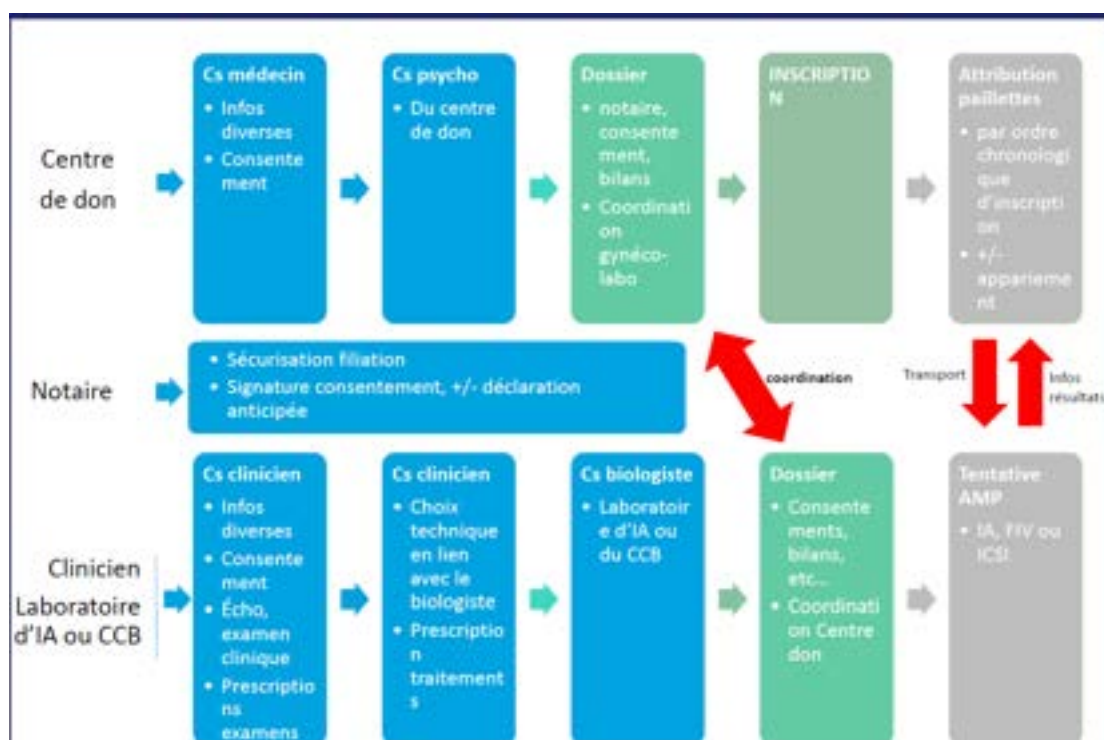 Centre
de don
Cs médecin
• Infos
diverses
• Consente
ment
Cs psycho
• Du centre
de don
Dossier
• notaire,
consente
ment,
bilans
• Coordinati
on
gynéco-
labo
INSCRIPTIO
N
Attribution
paillettes
• par ordre
chronologi
que
d'inscripti
on
• +/-
apparieme
nt
Notaire
• Sécurisation filiation
• Signature consentement, +/- déclaration
anticipée
coordination
Transport
Infos
résultats
Clinicien
Laboratoire
d'IA ou CCB
Cs clinicien
• Infos
diverses
• Consente
ment
• Écho,
examen
clinique
• Prescripti
ons
examens
Cs clinicien
• Choix
technique
en lien
avec le
biologiste
• Prescriptio
n
traitement
s
Cs biologiste
• Laboratoir
e d'IA ou
du CCB
Dossier
• Consente
ments,
bilans,
etc...
• Coordinati
on Centre
don
Tentative
AMP
• IA, FIV ou
ICSI